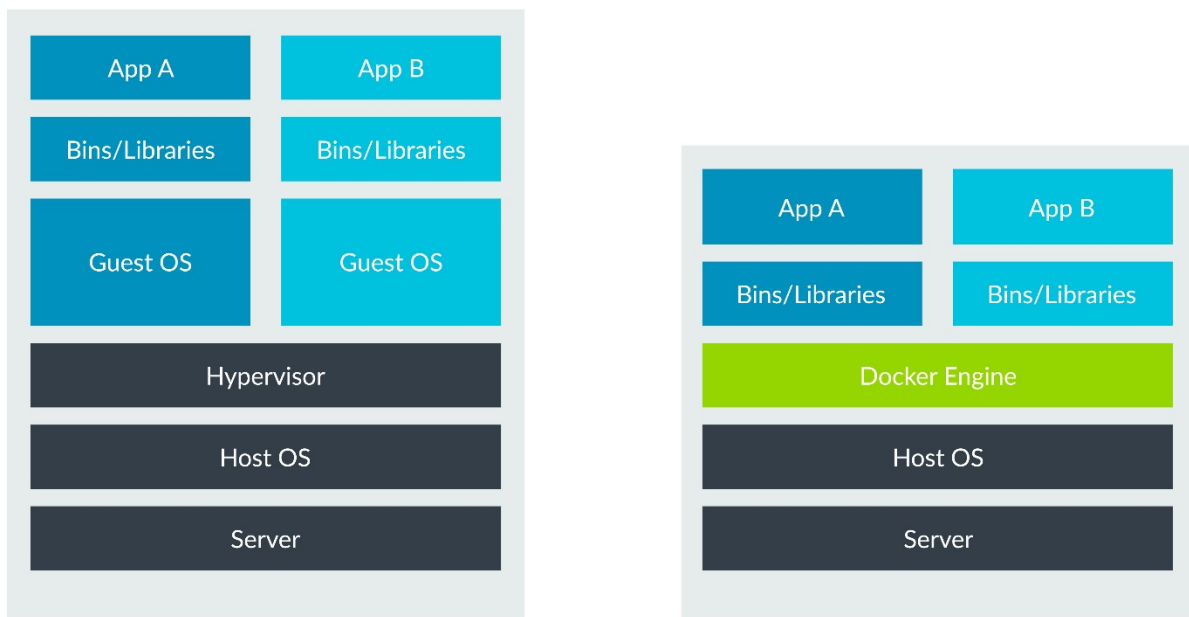 App A
App B
Bins/Libraries
Bins/Libraries
Guest OS
Guest OS
Hypervisor
Host OS
Server
App A
App B
Bins/Libraries
Bins/Libraries
Docker Engine
Host OS
Server